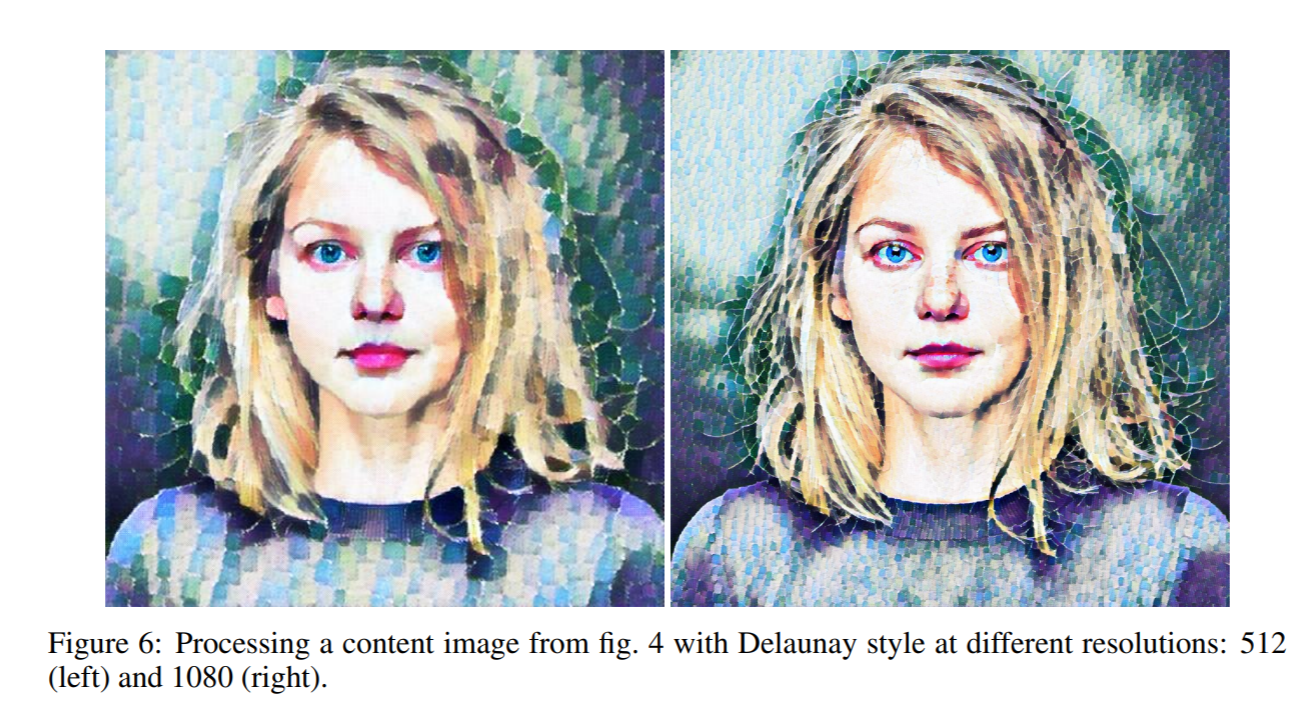 Figure 6: Processing a content image from fig. 4 with Delaunay style at different resolutions: 512
(left) and 1080 (right).